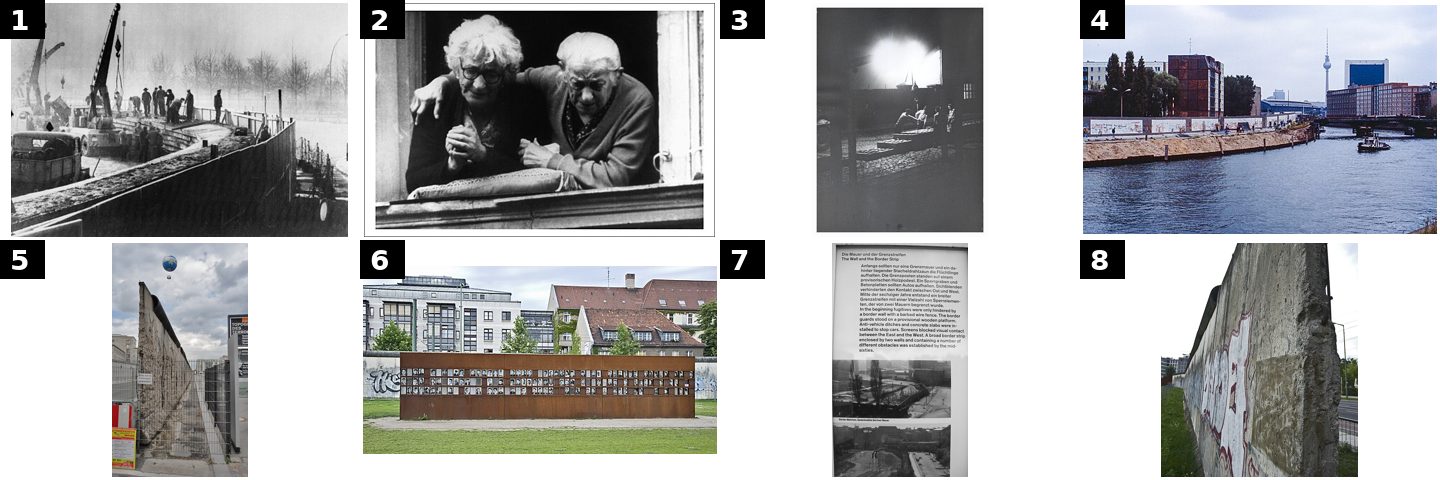 1
2
3
4
5
6
7
8
Die Mauer und der Grenzstreifen
The Wall and the Border Strip
Anfangs sollten nur eine Grenzmauer und ein da-
hinter liegender Stacheldrahtzaun die Flüchtlinge
aufhalten. Die Grenzposten standen auf einem
provisorischen Holzpodest. Ein Sperrgraben und
Betonplatten sollten Autos aufhalten. Sichtblenden
verhinderten den Kontakt zwischen Ost und West.
Mitte der sechziger Jahre entstand ein breiter
Grenzstreifen mit einer Vielzahl von Sperrelemen-
ten, der von zwei Mauern begrenzt wurde.
In the beginning fugitives were only hindered by
a border wall with a barbed wire fence. The border
guards stood on a provisional wooden platform.
Anti-vehicle ditches and concrete slabs were in-
stalled to stop cars. Screens blocked visual contact
between the East and the West. A broad border strip
enclosed by two walls and containing a number of
different obstacles was established by the mid-
sixties.